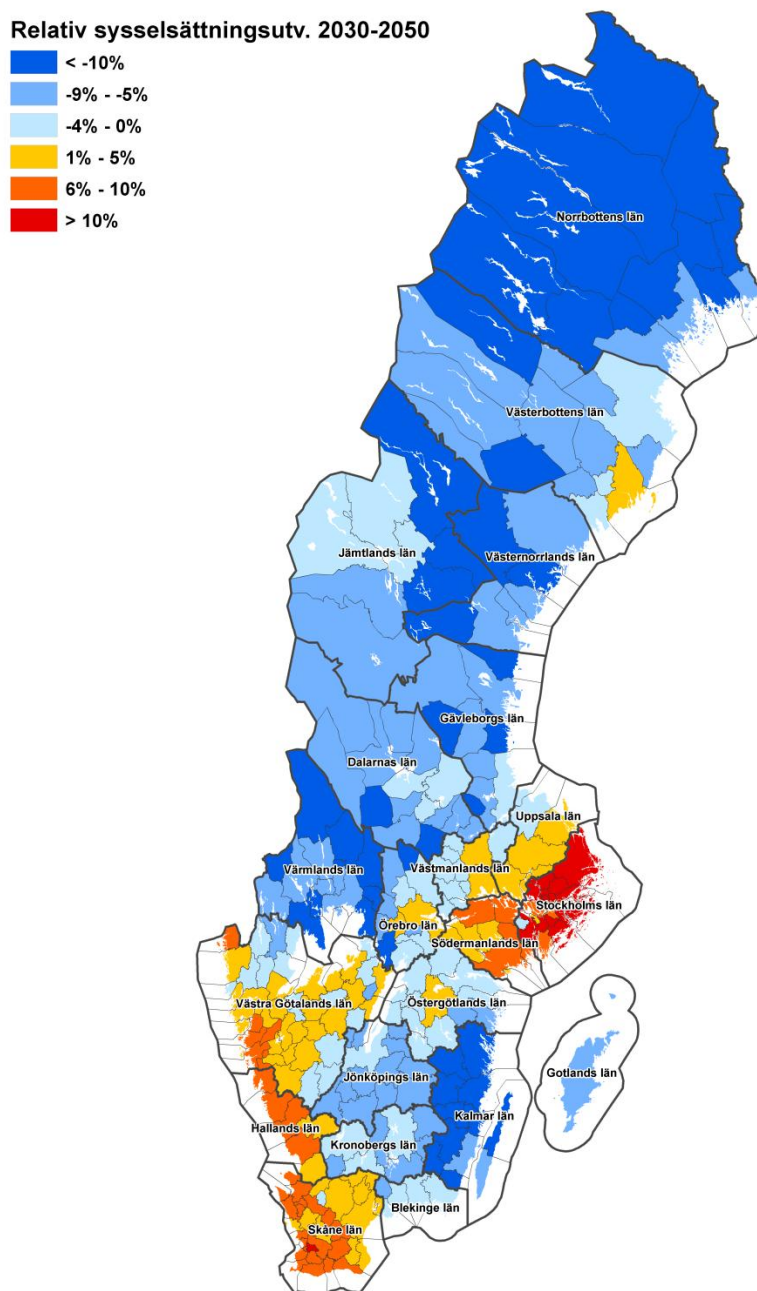 Relativ sysselsättningsutv. 2030-2050
< -10%
-9% - -5%
-4% - 0%
1% - 5%
6% - 10%
> 10%
Norrbottens län
Västerbottens län
Jämtlands län
Västernorrlands län
Gävleborgs län
Dalarnas län
Uppsala län
Värmlands län
Västmanlands län
Stockholms län
Örebro län
Södermanlands län
Västra Götalands län
Östergötlands län
Gotlands län
Jönköpings län
Kalmar län
Hallands län
Kronobergs län
Blekinge län
Skåne län